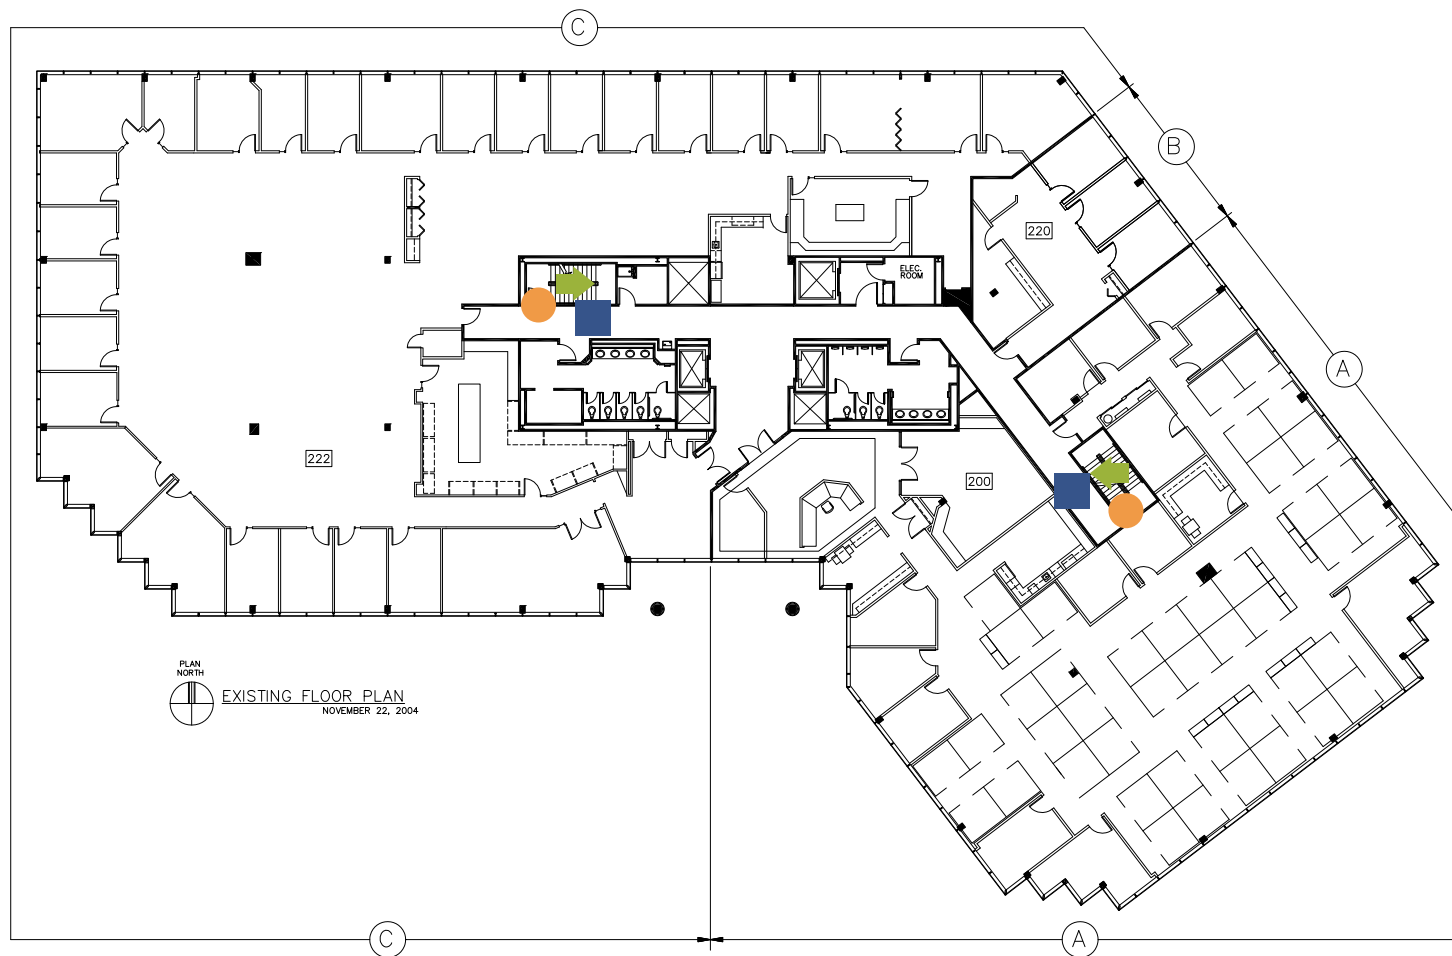 C
B
220
ELEC.
ROOM
A
222
200
PLAN
NORTH
EXISTING FLOOR PLAN
NOVEMBER 22, 2004
C
A